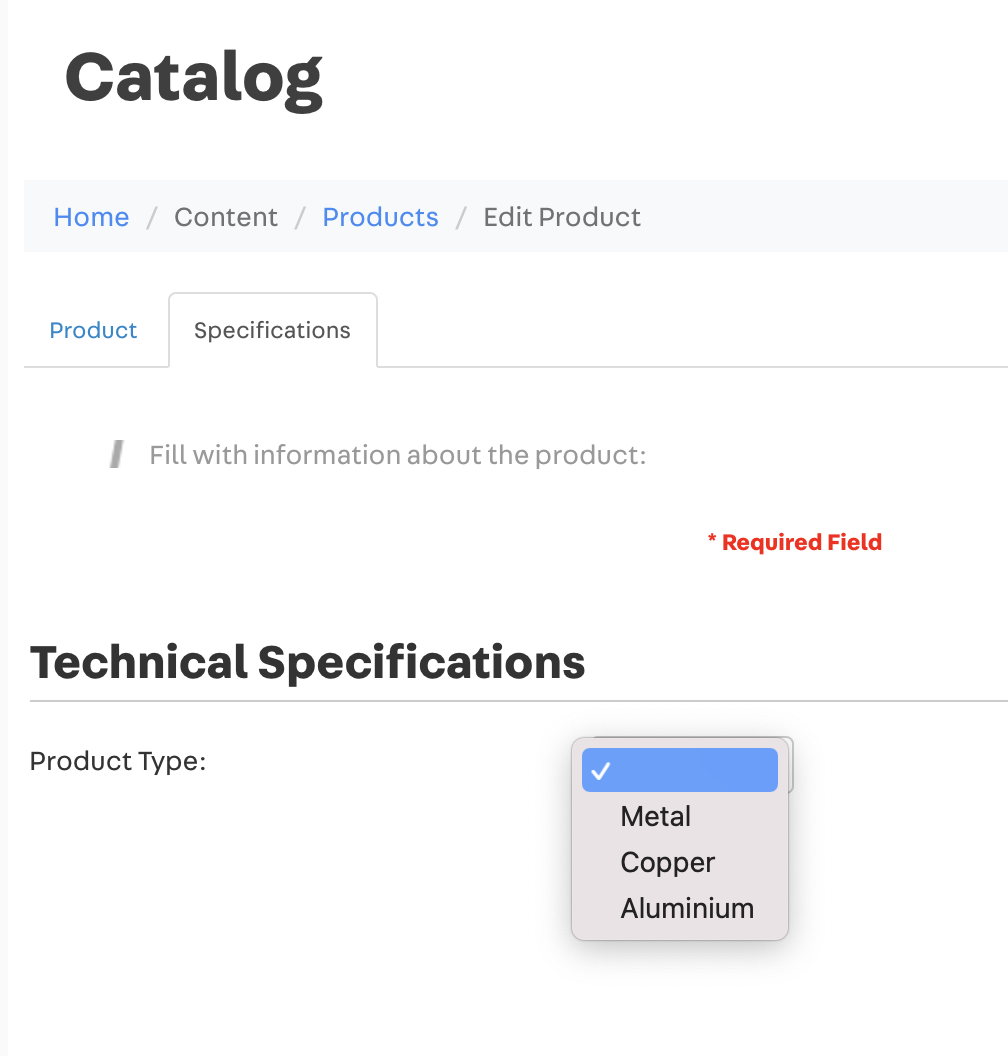 Catalog
Home / Content / Products / Edit Product
Product Specifications
Fill with information about the product:
* Required Field
Technical Specifications
Product Type:
Metal
Copper
Aluminium